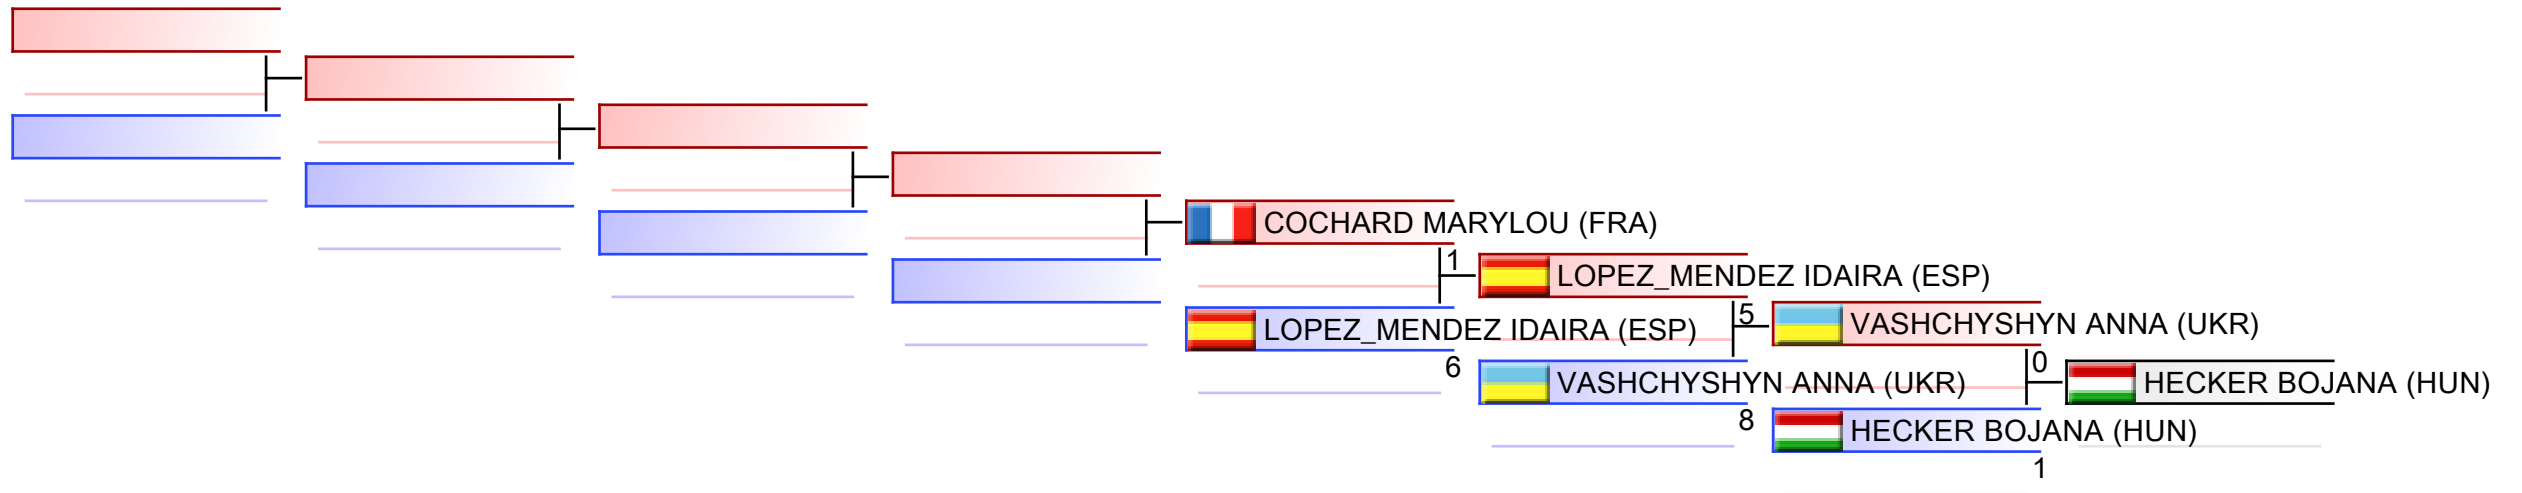 COCHARD MARYLOU (FRA)
1
LOPEZ_MENDEZ IDAIRA (ESP)
LOPEZ_MENDEZ IDAIRA (ESP)
6
5
VASHCHYSHYN ANNA (UKR)
VASHCHYSHYN ANNA (UKR)
8
0
HECKER BOJANA (HUN)
HECKER BOJANA (HUN)
1